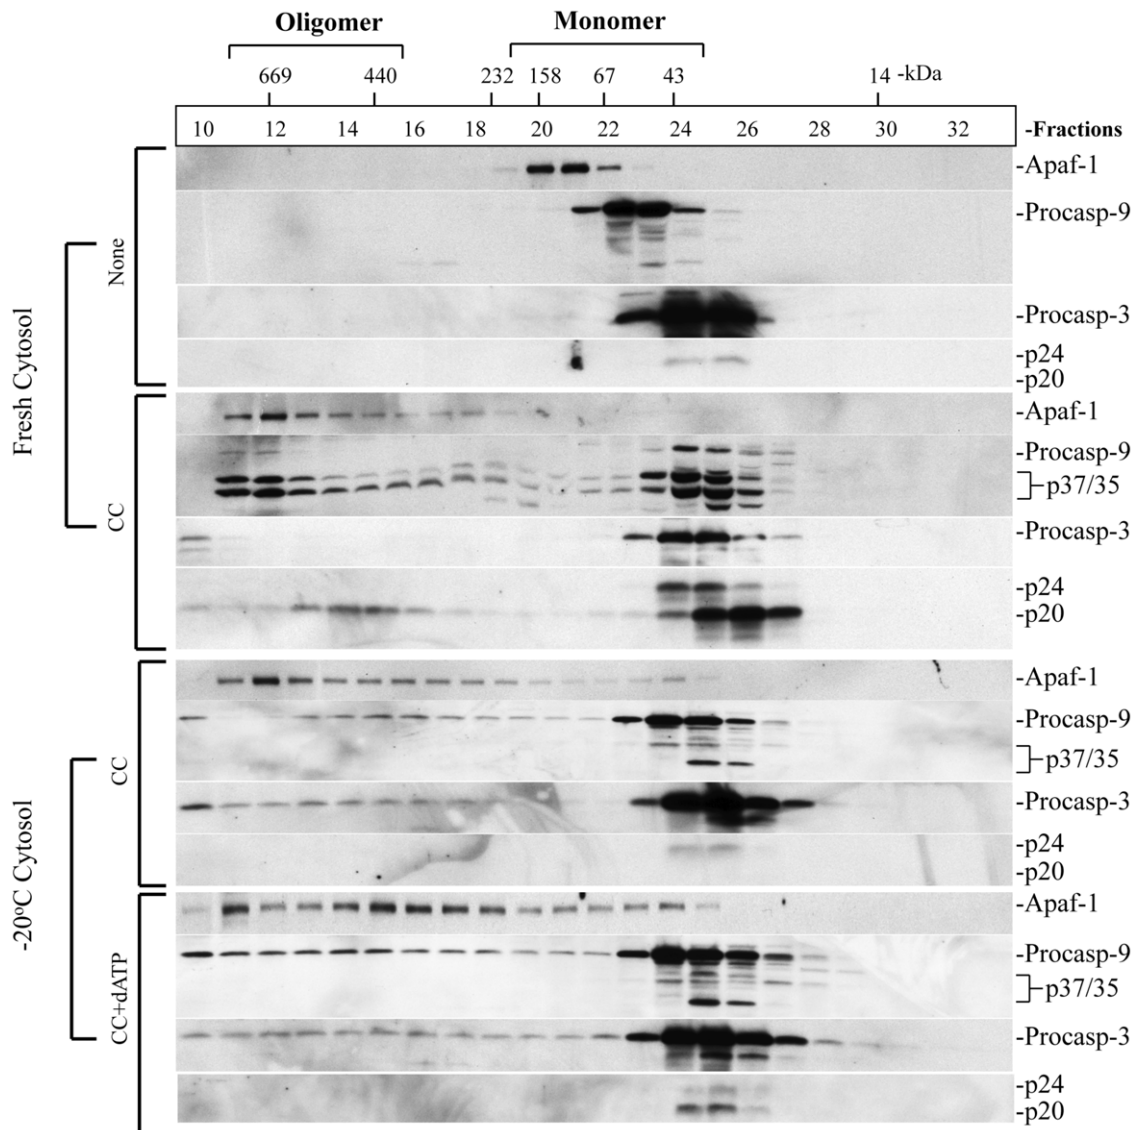 Oligomer Monomer
669 440 232 158 67 43 14 -kDa
10 12 14 16 18 20 22 24 26 28 30 32 -Fractions
Fresh Cytosol
None
-Apaf-1
-Procasp-9
-Procasp-3
-p24
-p20
CC
-Apaf-1
-Procasp-9
p37/35
-Procasp-3
-p24
-p20
-20ºC Cytosol
CC
-Apaf-1
-Procasp-9
p37/35
-Procasp-3
-p24
-p20
CC+dATP
-Apaf-1
-Procasp-9
p37/35
-Procasp-3
-p24
-p20